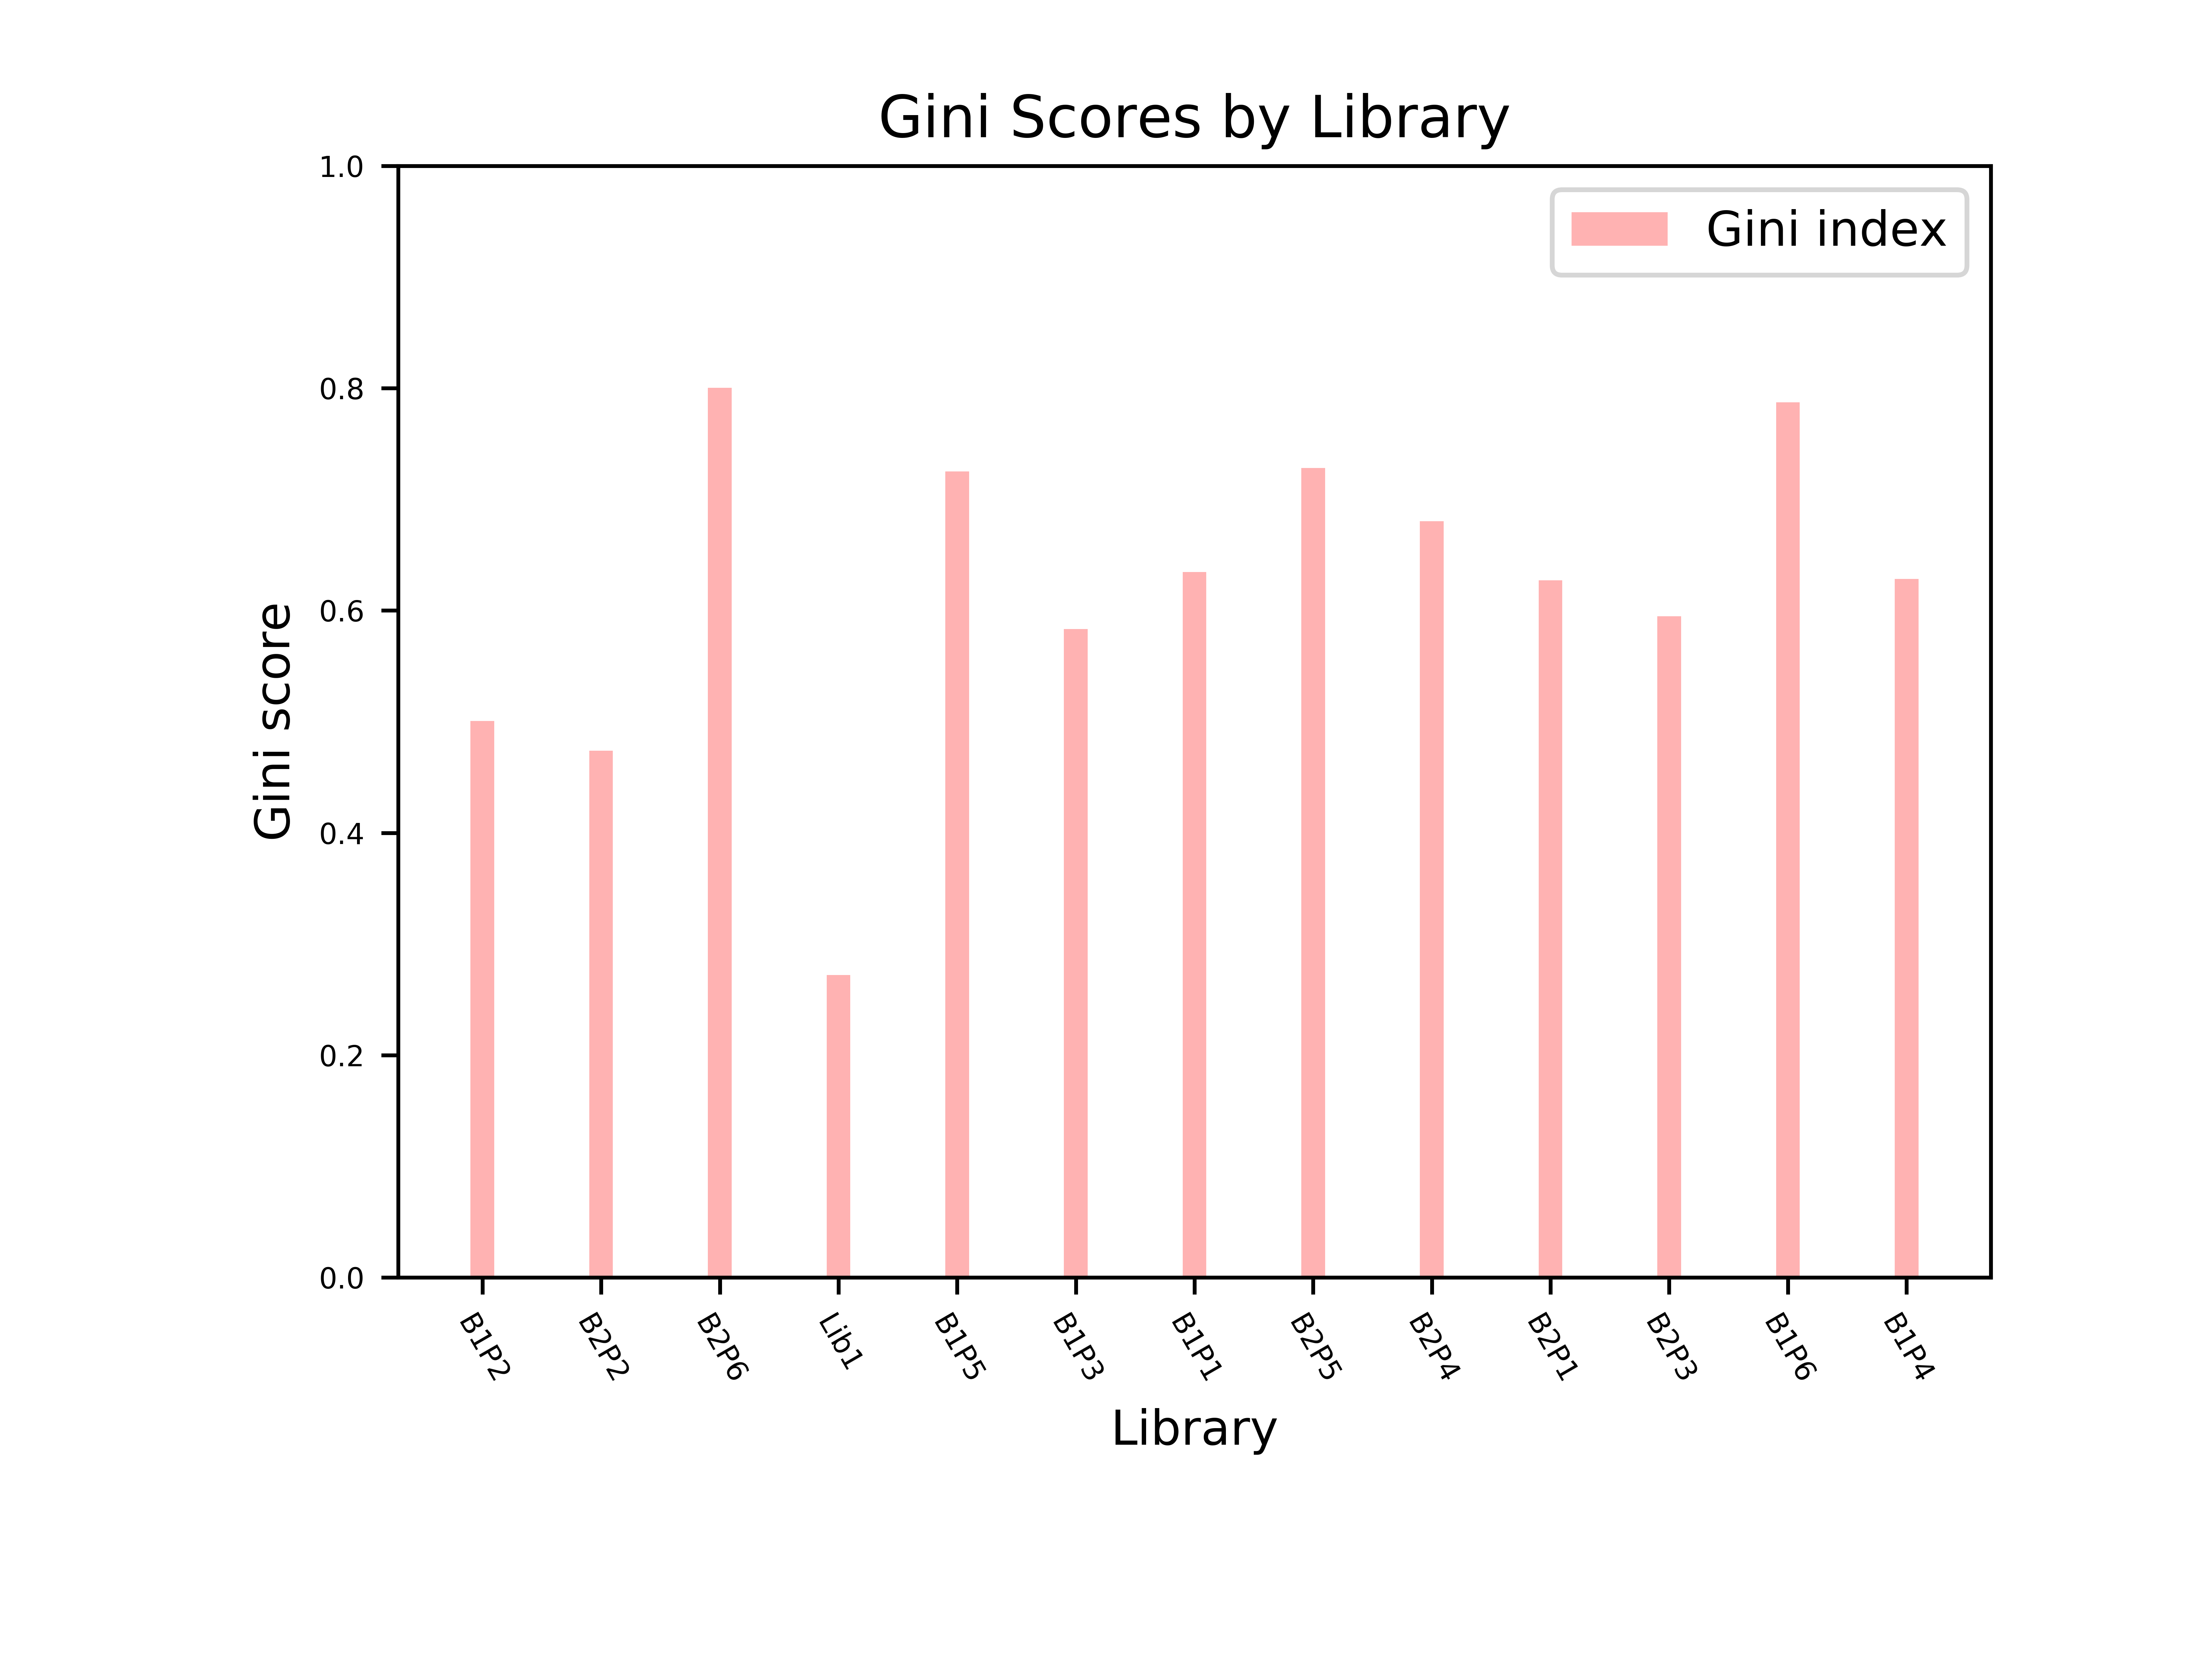 Gini Scores by Library
Gini index
1.0
0.8
0.6
0.4
0.2
0.0
Gini score
B1P2
B2P2
B2P6
Lib1
B1P5
B1P3
B1P1
B2P5
B2P4
B2P1
B2P3
B1P6
B1P4
Library